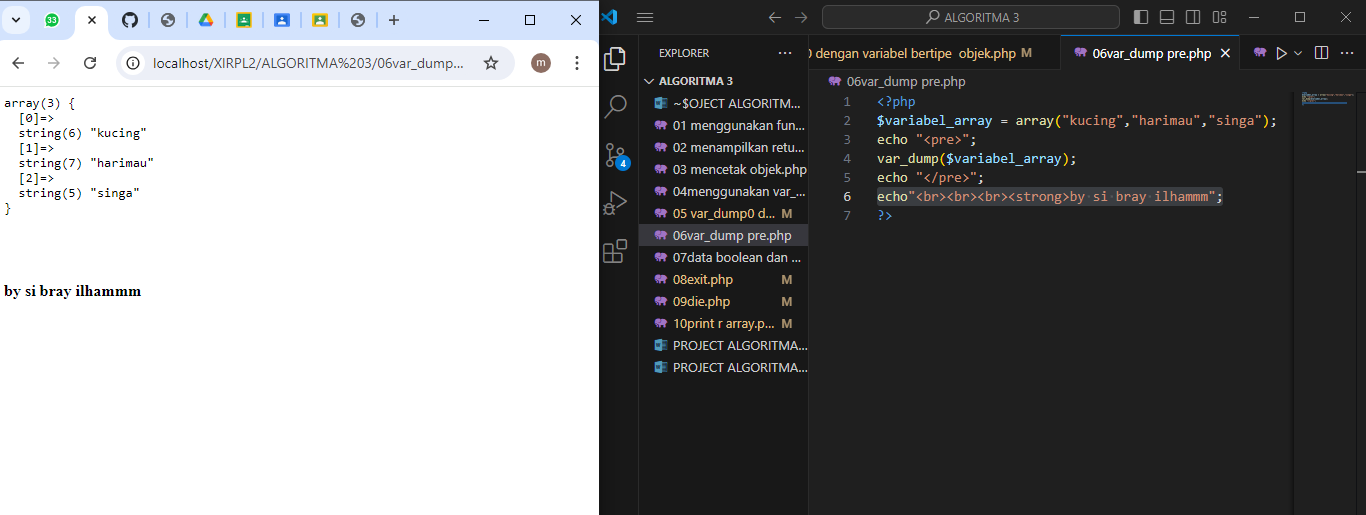 33
localhost/XIRPL2/ALGORITMA%203/06var_dump...
m
array(3) {
  [0]=>
  string(6) "kucing"
  [1]=>
  string(7) "harimau"
  [2]=>
  string(5) "singa"
}
by si bray ilhammm
ALGORITMA 3
EXPLORER
ALGORITMA 3
~$OJECT ALGORITM...
01 menggunakan fun...
02 menampilkan retu...
03 mencetak objek.php
04menggunakan var_...
05 var_dump0 d... M
06var_dump pre.php
07data boolean dan ...
08exit.php M
09die.php M
10print r array.p... M
PROJECT ALGORITMA...
PROJECT ALGORITMA...
4
0 dengan variabel bertipe  objek.php M
06var_dump pre.php
06var_dump pre.php
1 <?php
2 $variabel_array = array("kucing","harimau","singa");
3 echo "<pre>";
4 var_dump($variabel_array);
5 echo "</pre>";
6 echo"<br><br><br><strong>by si bray ilhammm";
7 ?>